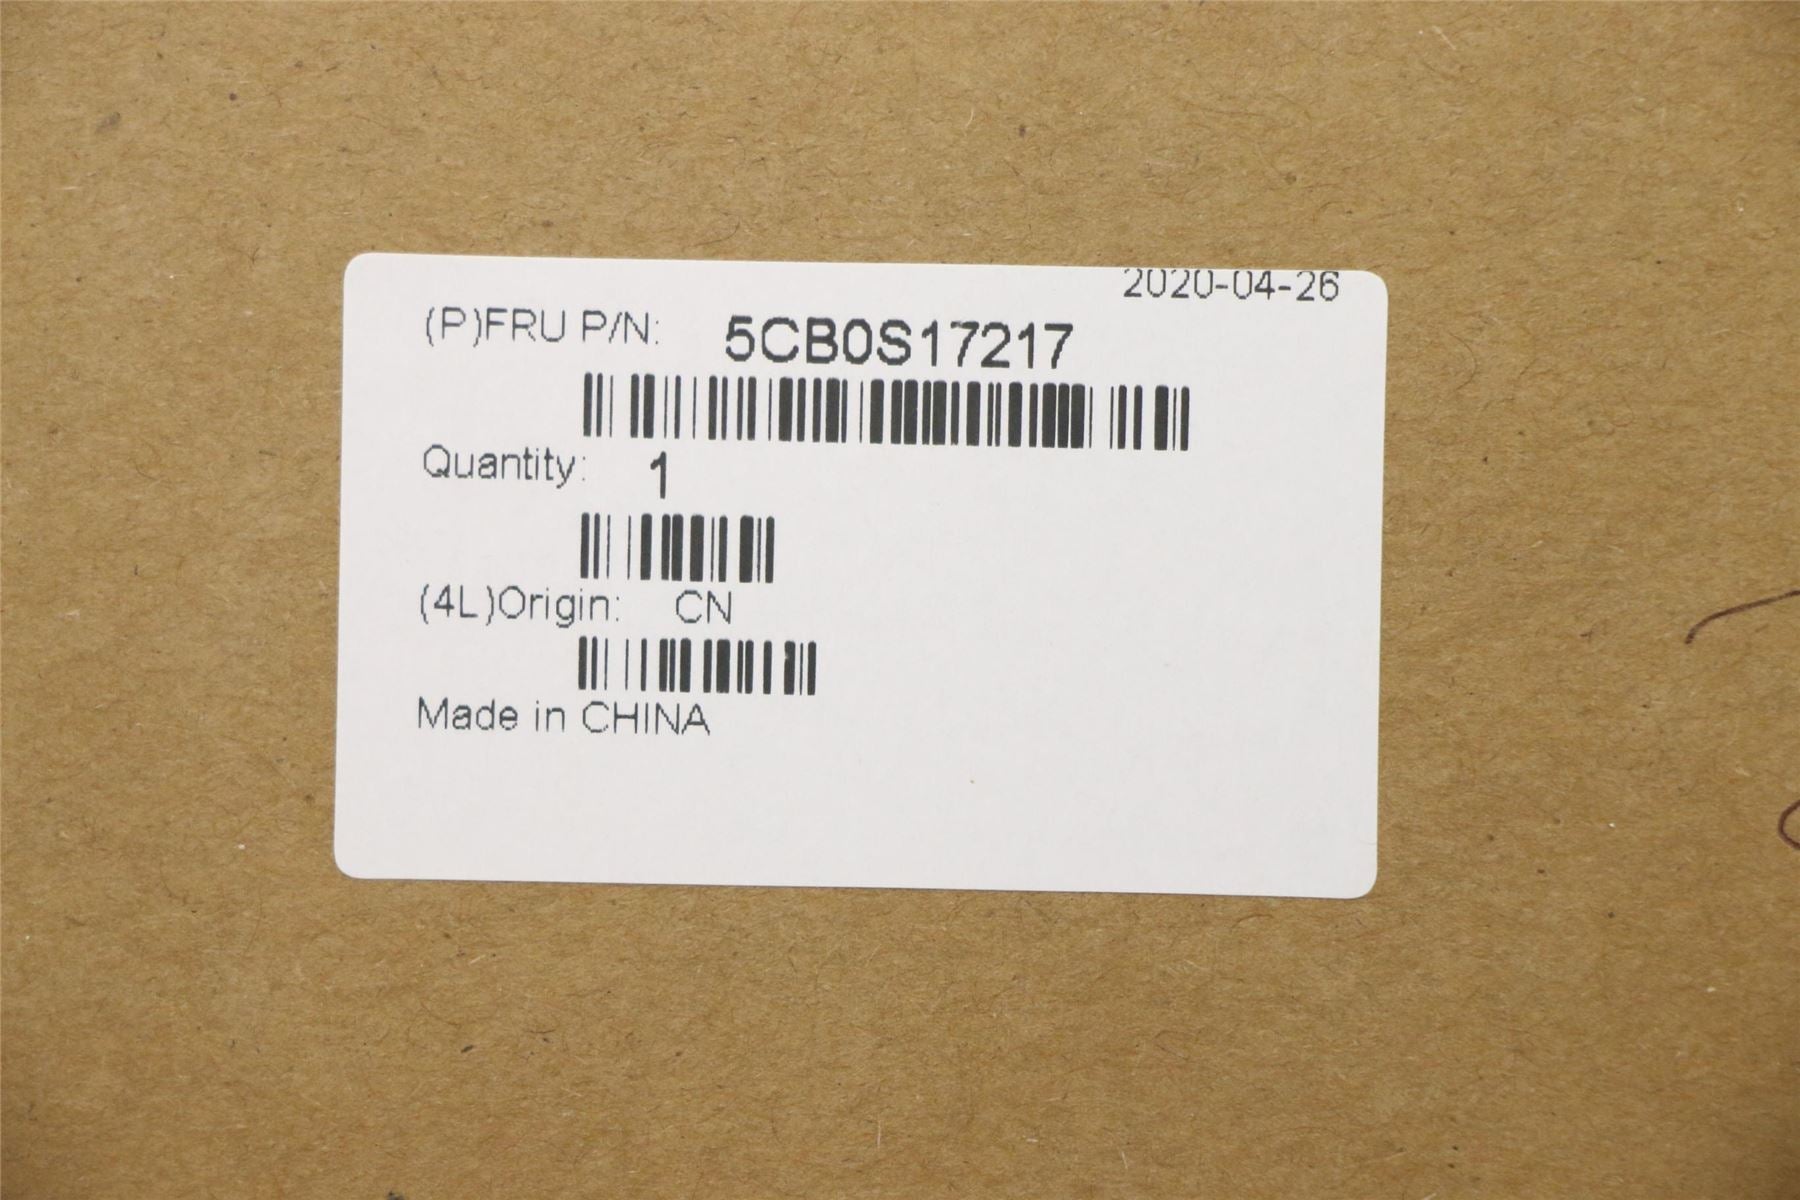 2020-04-26
(P)FRU P/N: 5CB0S17217
Quantity: 1
(4L)Origin: CN
Made in CHINA